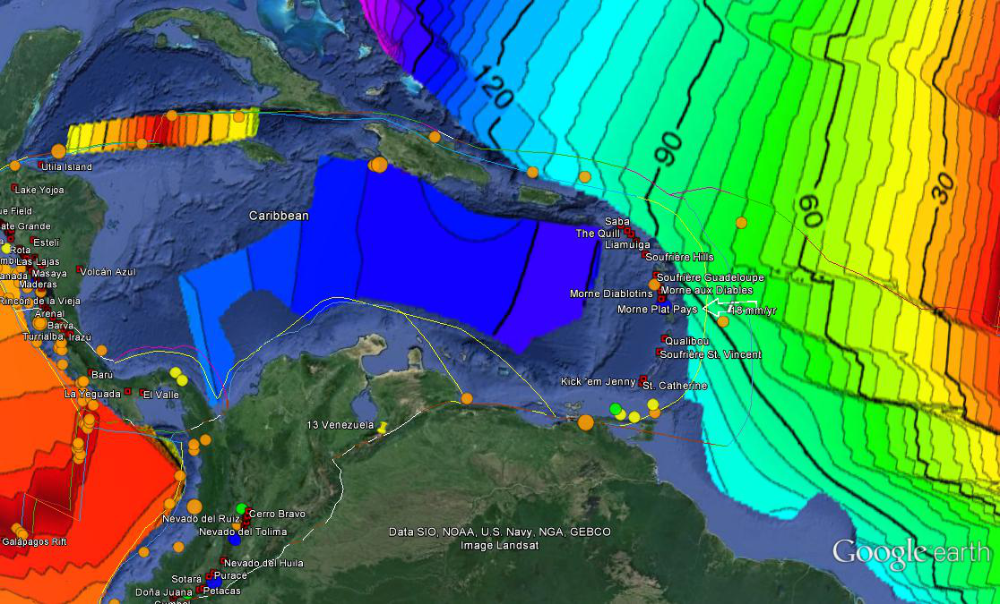 120
90
60
30
Utila Island
Lake Yojoa
ue Field
ate Grande
Estelí
Rota
Las Lajas
Masaya
anada
Maderas
Volcán Azul
Rincón de la Vieja
Arenal
Barva
Turrialba
Irazú
Caribbean
Saba
The Quill
Liamuiga
Soufrière Hills
Soufrière Guadeloupe
Morne aux Diables
Morne Diablotins
Morne Plat Pays
18 mm/yr
Qualibou
Soufrière St. Vincent
Kick 'em Jenny
St. Catherine
Barú
La Yeguada
El Valle
13 Venezuela
Nevado del Ruiz
Cerro Bravo
Nevado del Tolima
Galápagos Rift
Nevado del Huila
Sotará
Puracé
Doña Juana
Petacas
Data SIO, NOAA, U.S. Navy, NGA, GEBCO
Image Landsat
Google earth